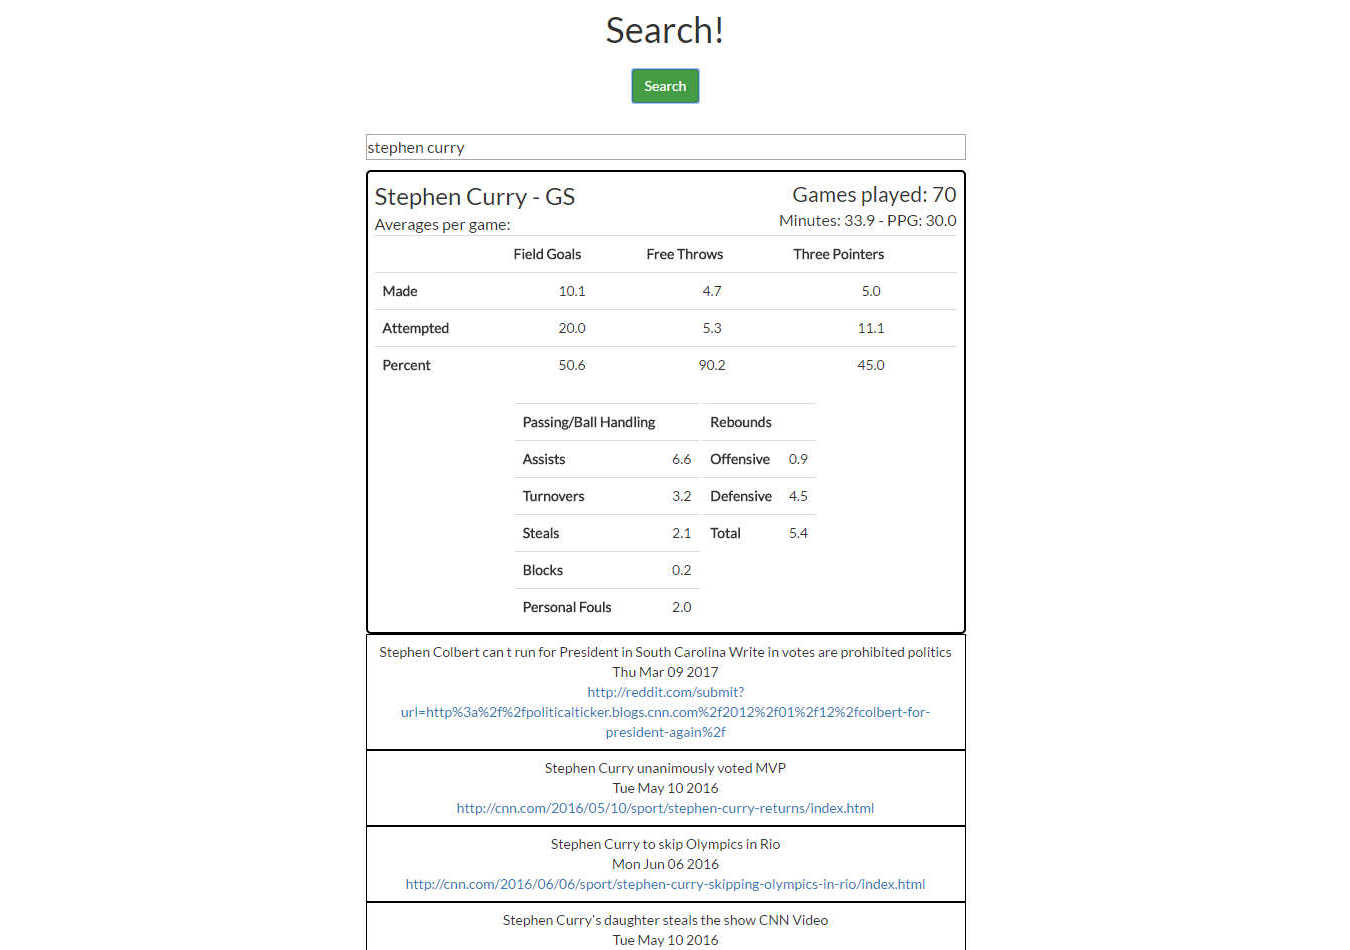 Search!
Search
stephen curry
Stephen Curry - GS
Games played: 70
Averages per game:
Minutes: 33.9 - PPG: 30.0
Field Goals Free Throws Three Pointers
Made 10.1 4.7 5.0
Attempted 20.0 5.3 11.1
Percent 50.6 90.2 45.0
Passing/Ball Handling Rebounds
Assists 6.6 Offensive 0.9
Turnovers 3.2 Defensive 4.5
Steals 2.1 Total 5.4
Blocks 0.2
Personal Fouls 2.0
Stephen Colbert can t run for President in South Carolina Write in votes are prohibited politics
Thu Mar 09 2017
http://reddit.com/submit?
url=http%3a%2f%2fpoliticalticker.blogs.cnn.com%2f2012%2f01%2f12%2fcolbert-for-
president-again%2f
Stephen Curry unanimously voted MVP
Tue May 10 2016
http://cnn.com/2016/05/10/sport/stephen-curry-returns/index.html
Stephen Curry to skip Olympics in Rio
Mon Jun 06 2016
http://cnn.com/2016/06/06/sport/stephen-curry-skipping-olympics-in-rio/index.html
Stephen Curry's daughter steals the show CNN Video
Tue May 10 2016